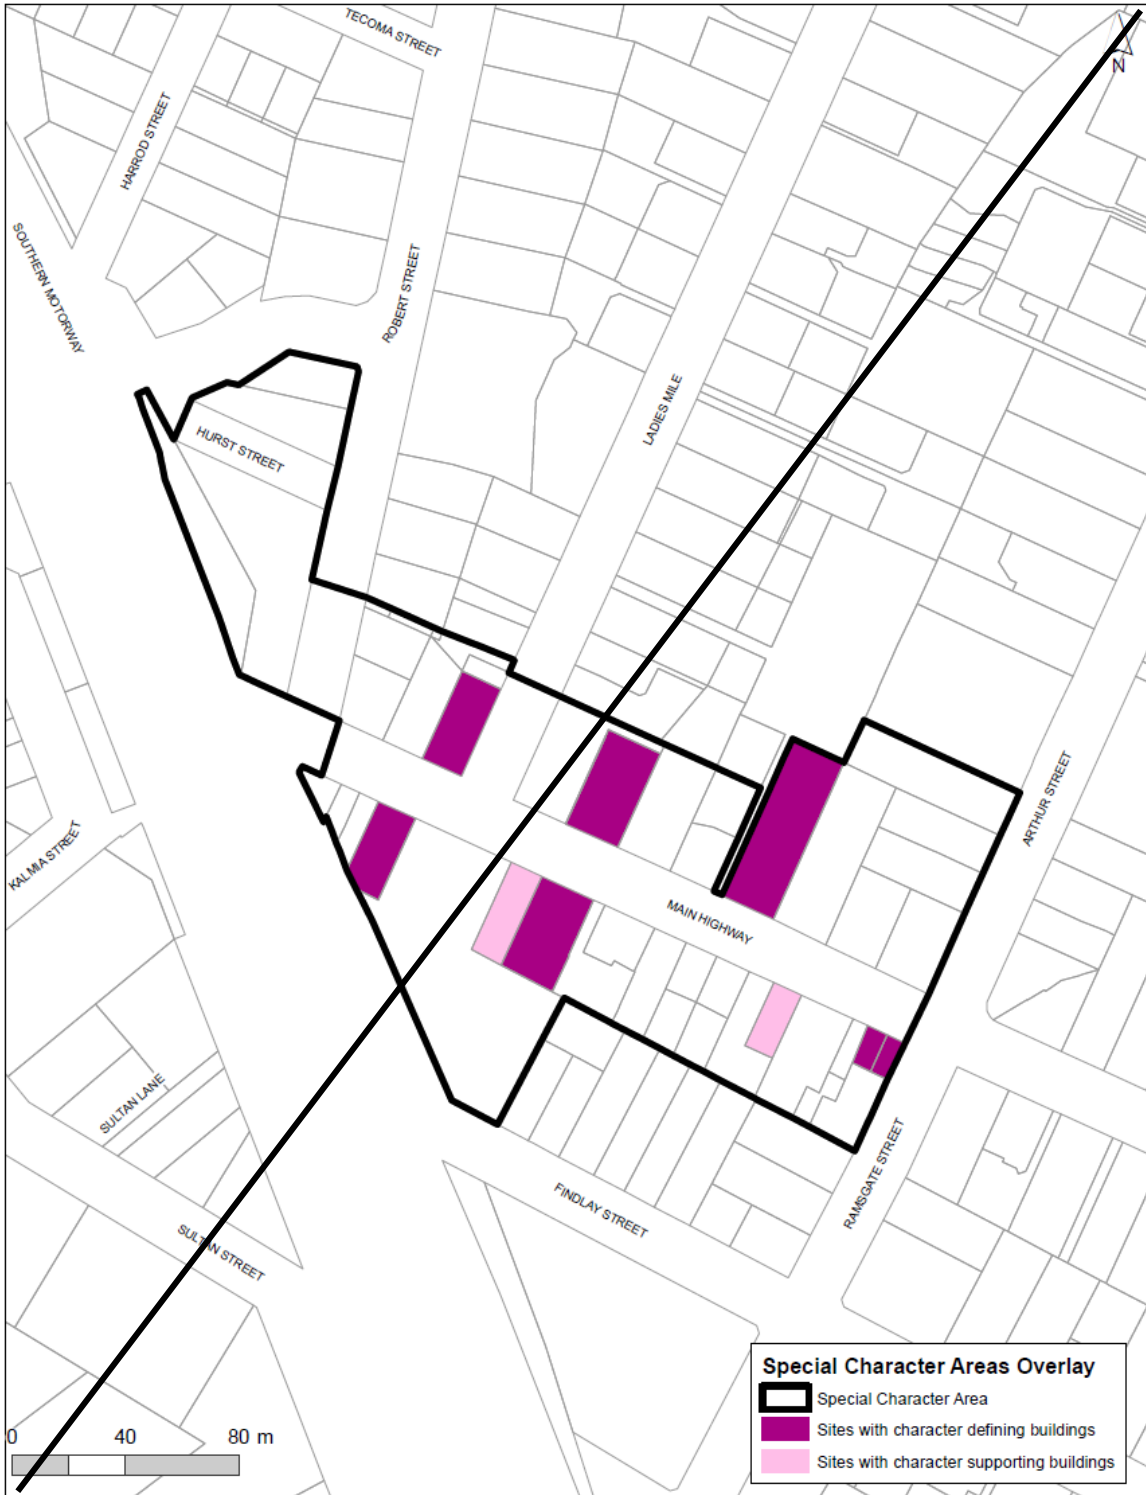 TECOMA STREET
N
HARROD STREET
SOUTHERN MOTORWAY
ROBERT STREET
LADIES MILE
HURST STREET
ARTHUR STREET
KALMIA STREET
MAIN HIGHWAY
SULTAN LANE
RAMSGATE STREET
FINDLAY STREET
SULTAN STREET
Special Character Areas Overlay
Special Character Area
Sites with character defining buildings
Sites with character supporting buildings
0 40 80 m